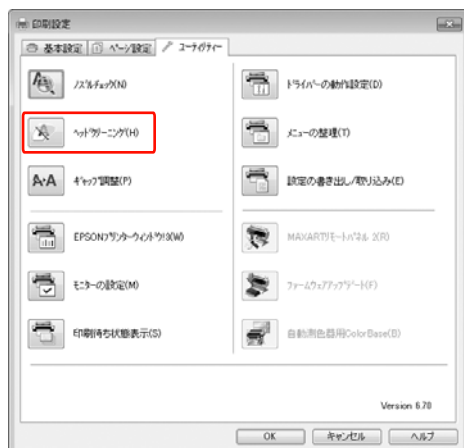 印刷設定
基本設定 ページ設定 ユーティリティー
ノズルチェック(N)
ヘッドクリーニング(H)
ギャップ調整(P)
EPSONプリンターウィンドウ!3(W)
モニターの設定(M)
印刷待ち状態表示(S)
ドライバーの動作設定(D)
メニューの整理(T)
設定の書き出し/取り込み(E)
MAXARTリモートパネル 2(R)
ファームウェアアップデート(F)
自動測色器用ColorBase(B)
Version 6.70
OK キャンセル ヘルプ